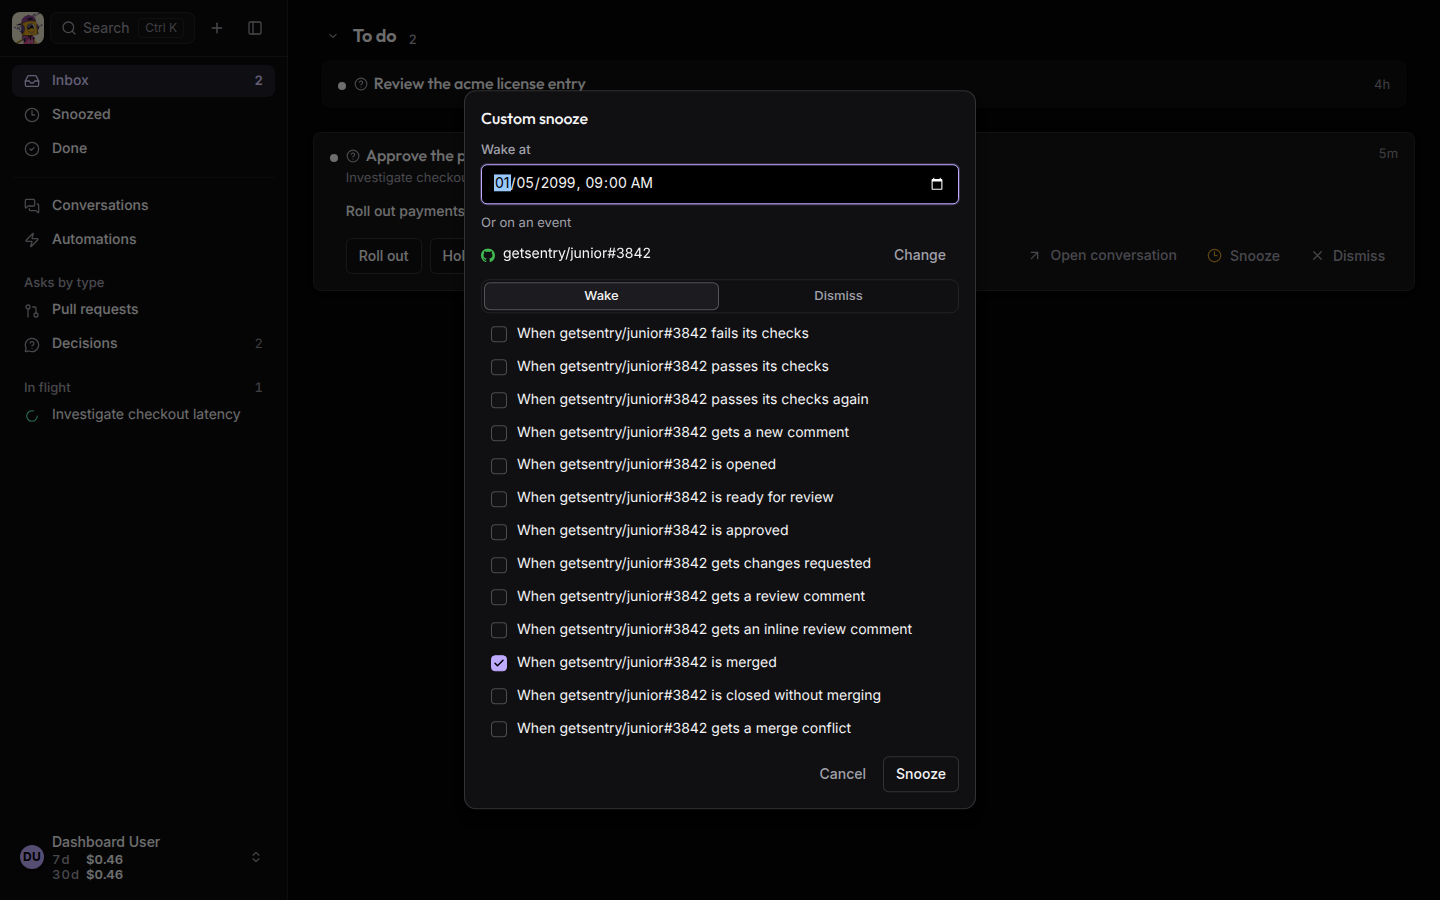 Search Ctrl K
Inbox 2
Snoozed
Done
Conversations
Automations
Asks by type
Pull requests
Decisions 2
In flight 1
Investigate checkout latency
Dashboard User
DU
7d $0.46
30d $0.46
To do 2
Review the acme license entry 4h
Approve the p 5m
Investigate checkou
Roll out payments
Roll out
Hol
Open conversation
Snooze
Dismiss
Custom snooze
Wake at
01/05/2099, 09:00 AM
Or on an event
getsentry/junior#3842 Change
Wake Dismiss
When getsentry/junior#3842 fails its checks
When getsentry/junior#3842 passes its checks
When getsentry/junior#3842 passes its checks again
When getsentry/junior#3842 gets a new comment
When getsentry/junior#3842 is opened
When getsentry/junior#3842 is ready for review
When getsentry/junior#3842 is approved
When getsentry/junior#3842 gets changes requested
When getsentry/junior#3842 gets a review comment
When getsentry/junior#3842 gets an inline review comment
When getsentry/junior#3842 is merged
When getsentry/junior#3842 is closed without merging
When getsentry/junior#3842 gets a merge conflict
Cancel Snooze